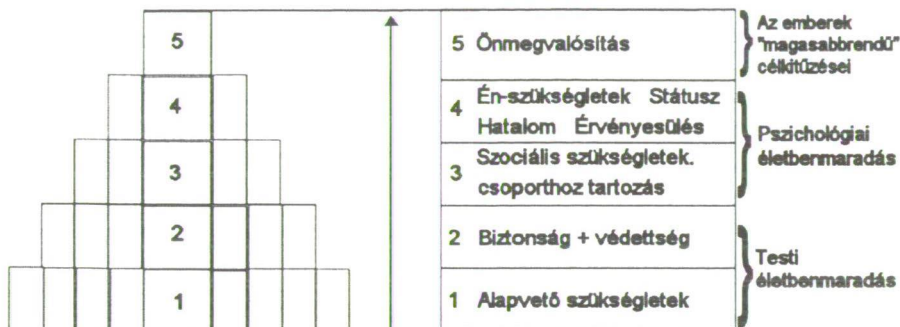 5
4
3
2
1
5 Önmegvalósítás
4 Én-szükségletek Státusz
Hatalom Érvényesülés
3 Szociális szükségletek.
csoporthoz tartozás
2 Biztonság + védettség
1 Alapvető szükségletek
Az emberek
"magasabbrendű"
célkitűzései
Pszichológiai
életbenmaradás
Testi
életbenmaradás